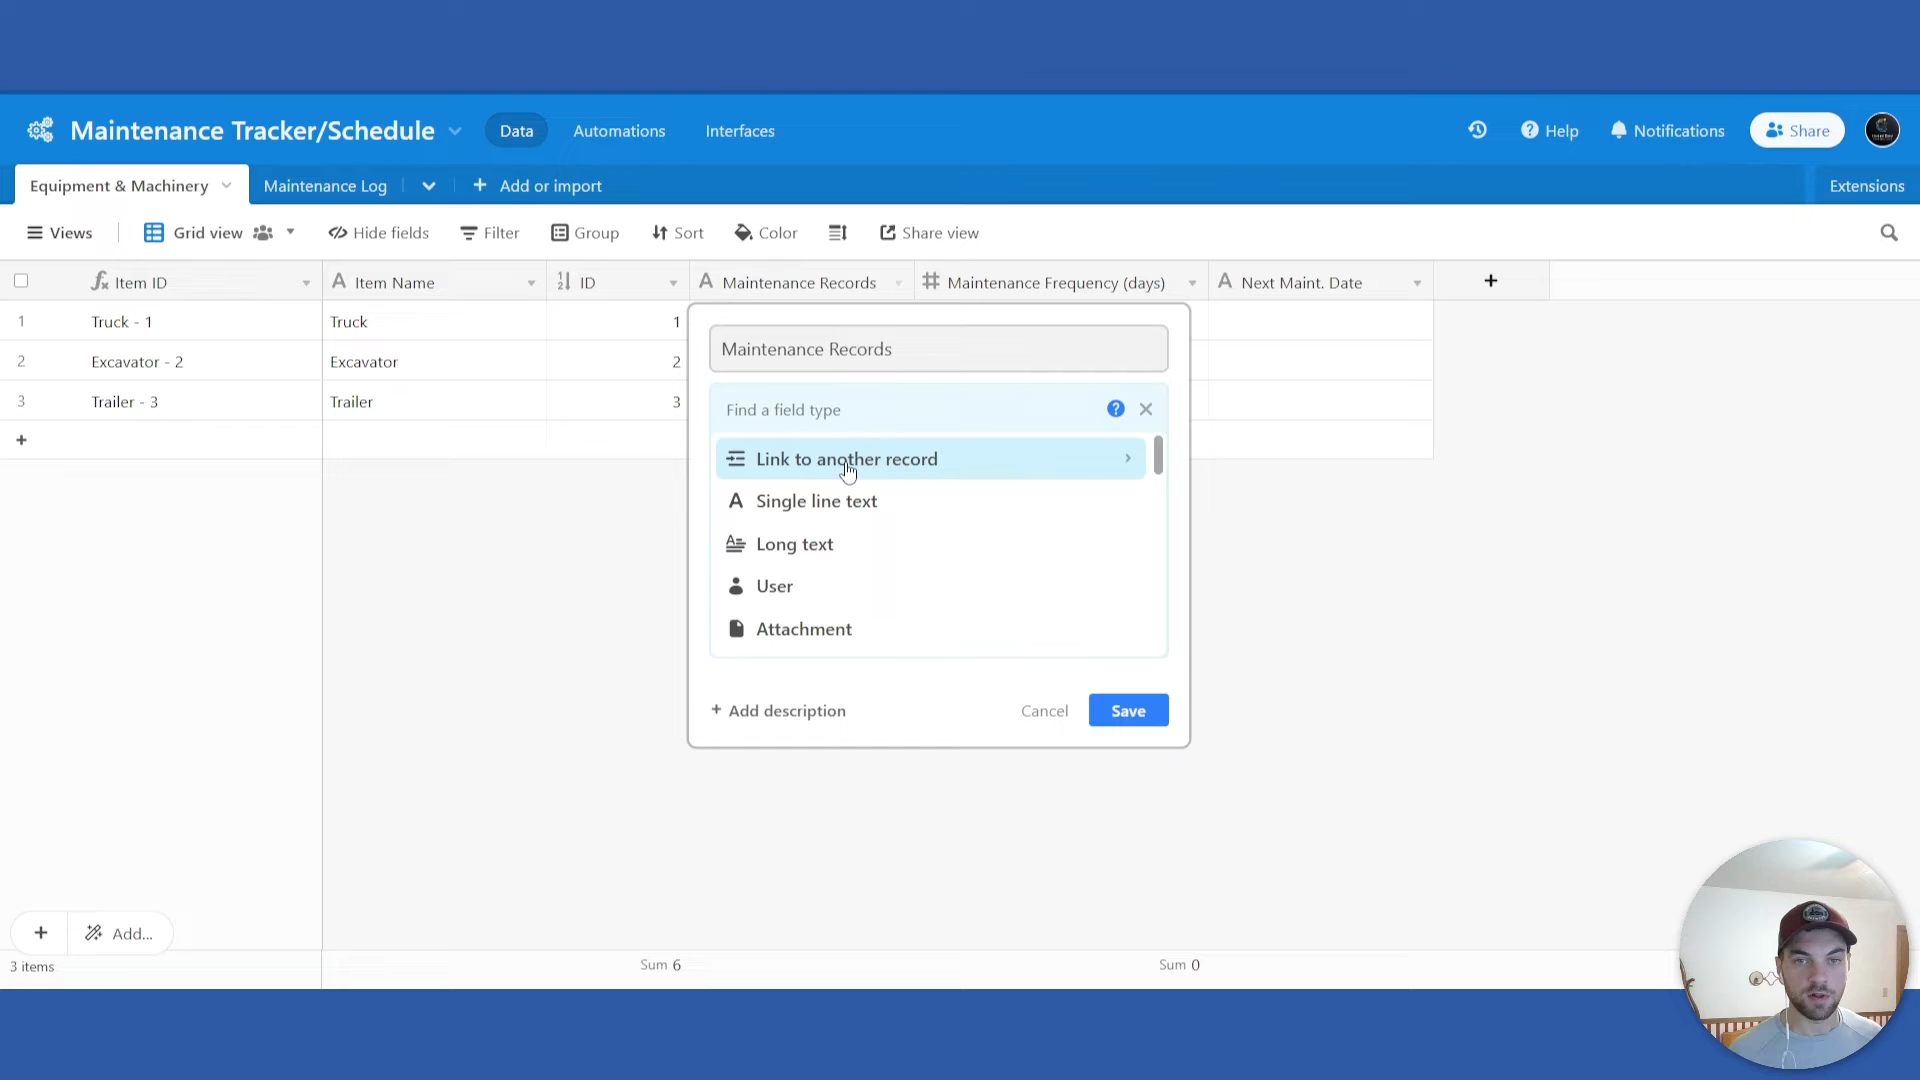 Maintenance Tracker/Schedule
Data
Automations
Interfaces
Help
Notifications
Share
Equipment & Machinery
Maintenance Log
+ Add or import
Extensions
Views
Grid view
Hide fields
Filter
Group
Sort
Color
Share view
Item ID
Item Name
ID
Maintenance Records
Maintenance Frequency (days)
Next Maint. Date
+
1 Truck - 1 Truck 1
2 Excavator - 2 Excavator 2
3 Trailer - 3 Trailer 3
+
Maintenance Records
Find a field type
Link to another record
Single line text
Long text
User
Attachment
+ Add description
Cancel
Save
+
Add...
3 items
Sum 6
Sum 0